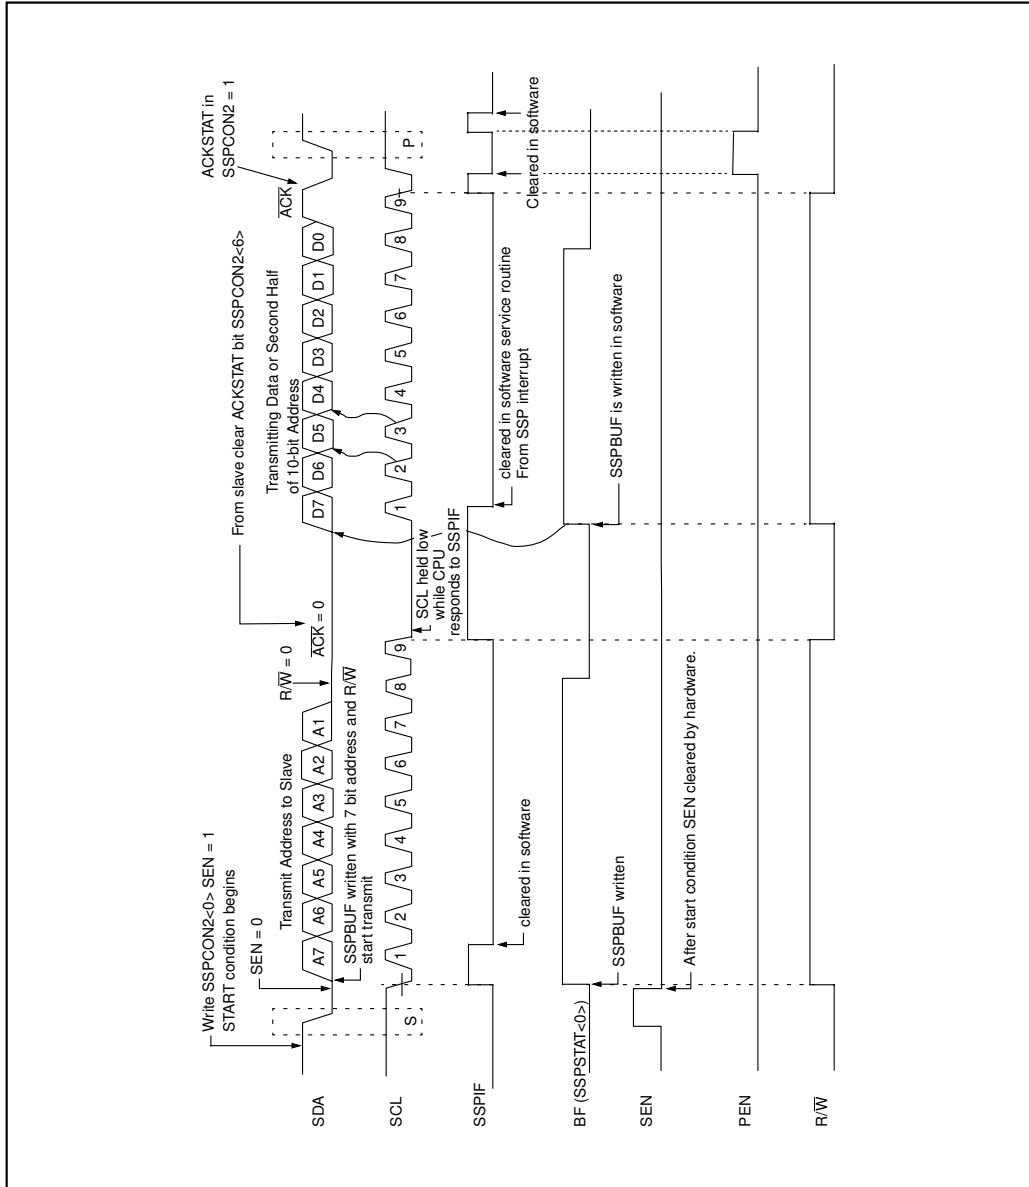 Write SSPCON2<0> SEN = 1
START condition begins
SEN = 0
Transmit Address to Slave
R/W = 0
From slave clear ACKSTAT bit SSPCON2<6>
ACK = 0
Transmitting Data or Second Half
of 10-bit Address
ACK
ACKSTAT in
SSPCON2 = 1
SDA
A7 A6 A5 A4 A3 A2 A1
D7 D6 D5 D4 D3 D2 D1 D0
SSPBUF written with 7 bit address and R/W
start transmit
SCL
S
1 2 3 4 5 6 7 8 9
1 2 3 4 5 6 7 8 9
P
SCL held low
while CPU
responds to SSPIF
SSPIF
cleared in software
cleared in software service routine
From SSP interrupt
Cleared in software
BF (SSPSTAT<0>)
SSPBUF written
SSPBUF is written in software
SEN
After start condition SEN cleared by hardware.
PEN
R/W